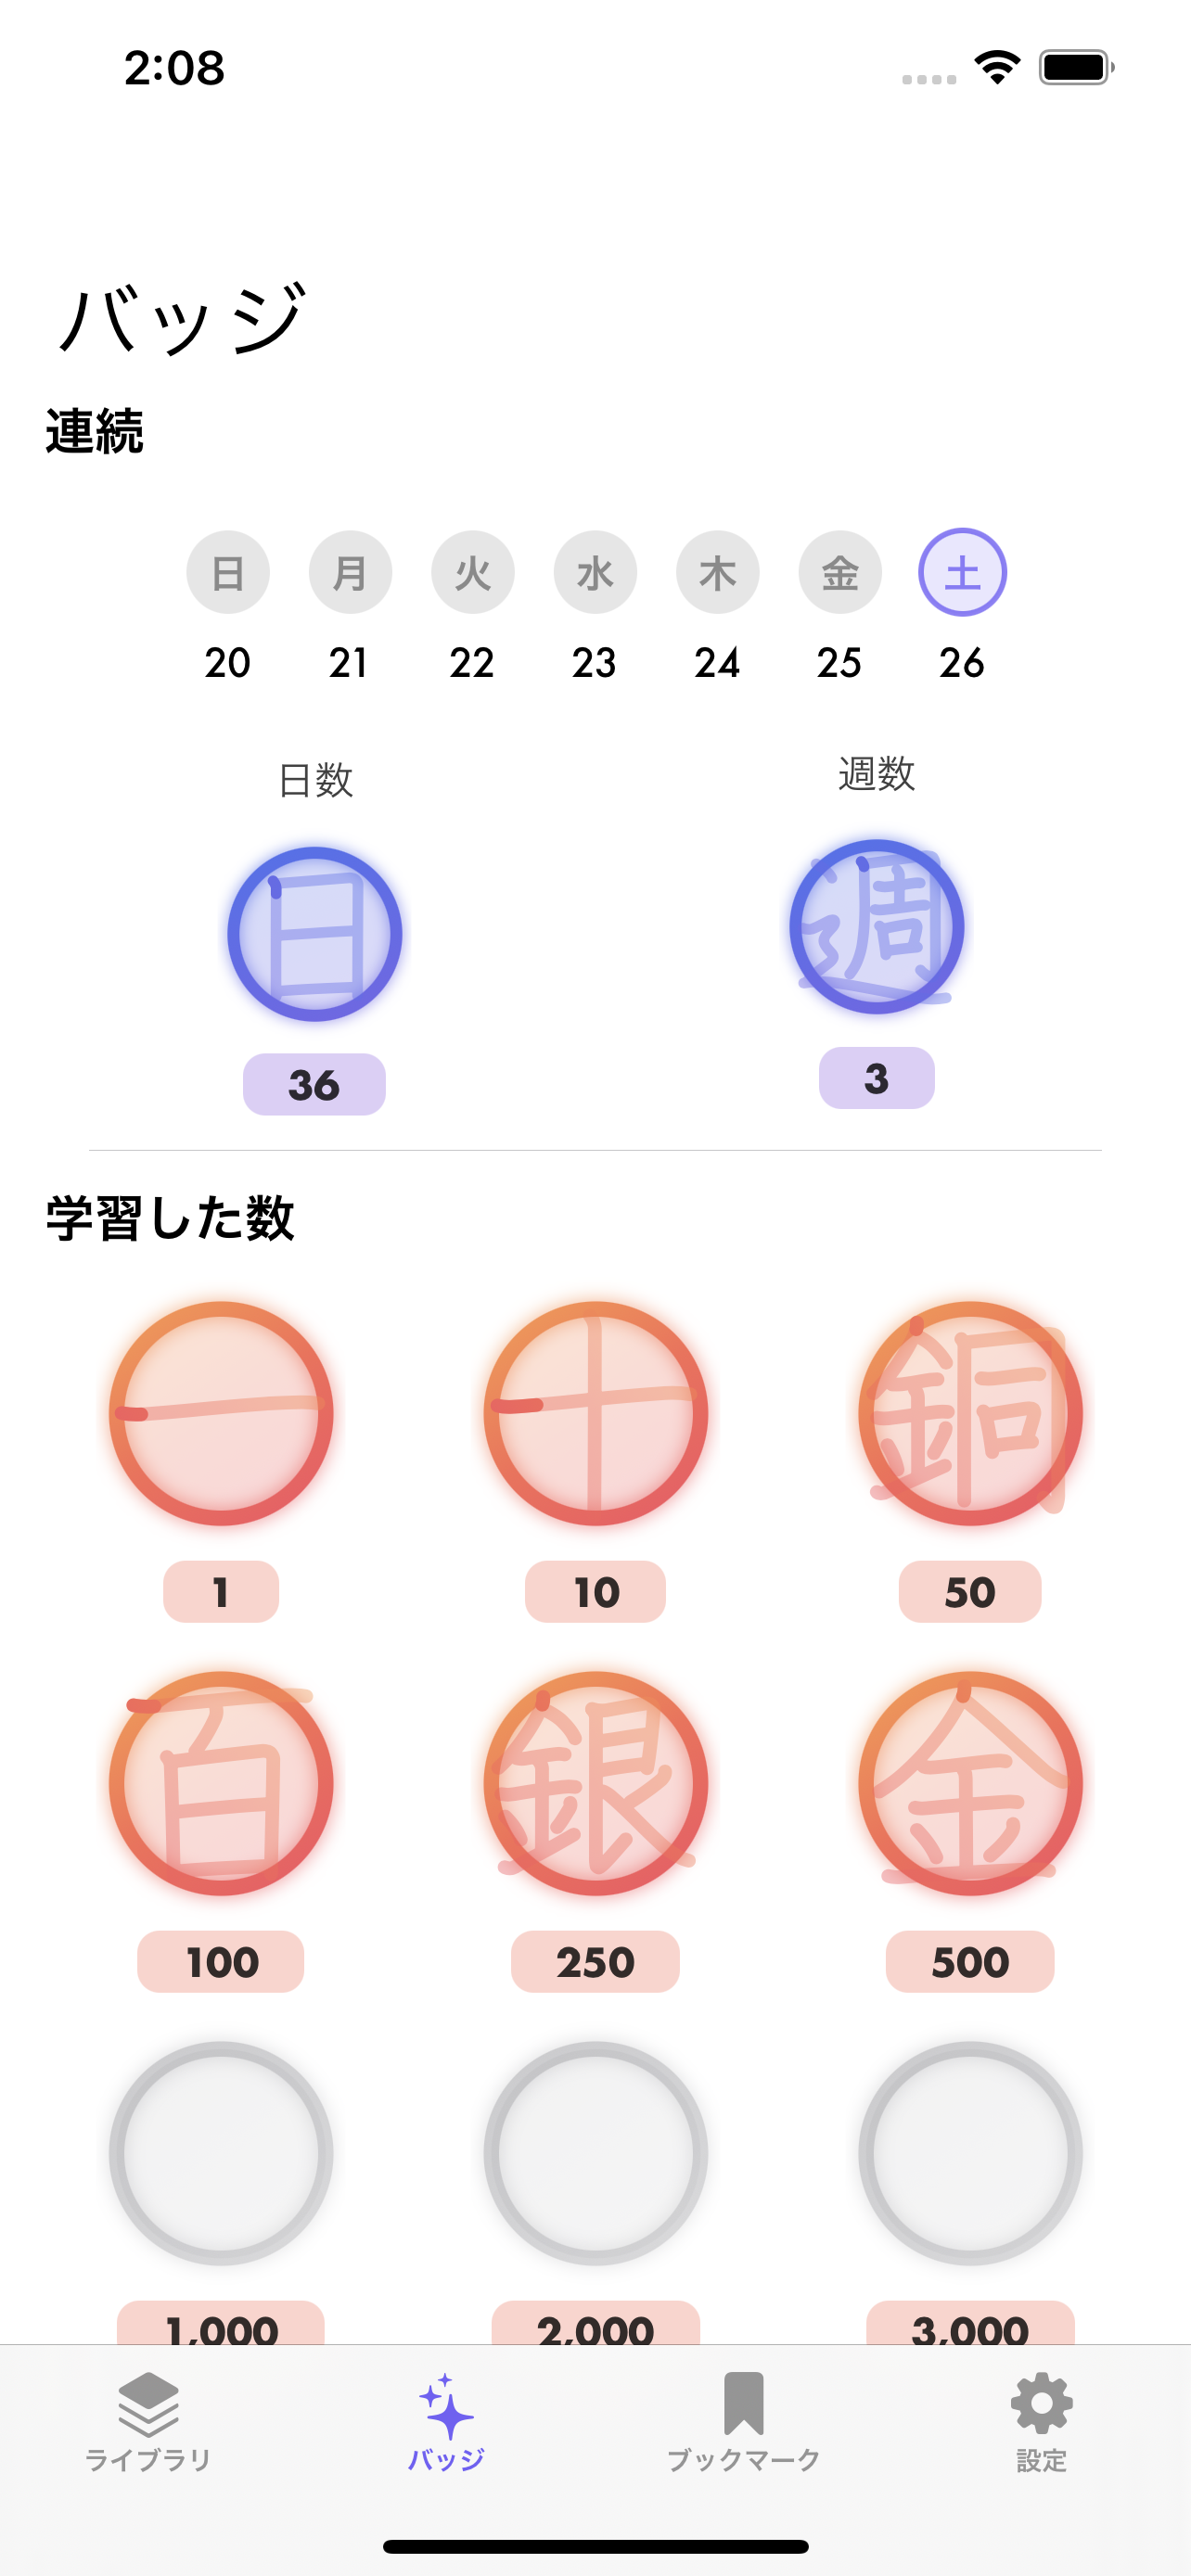 2:08
バッジ
連続
日 月 火 水 木 金 土
20 21 22 23 24 25 26
日数 週数
日 週
36 3
学習した数
一 十 銅
1 10 50
百 銀 金
100 250 500
1,000 2,000 3,000
ライブラリ バッジ ブックマーク 設定